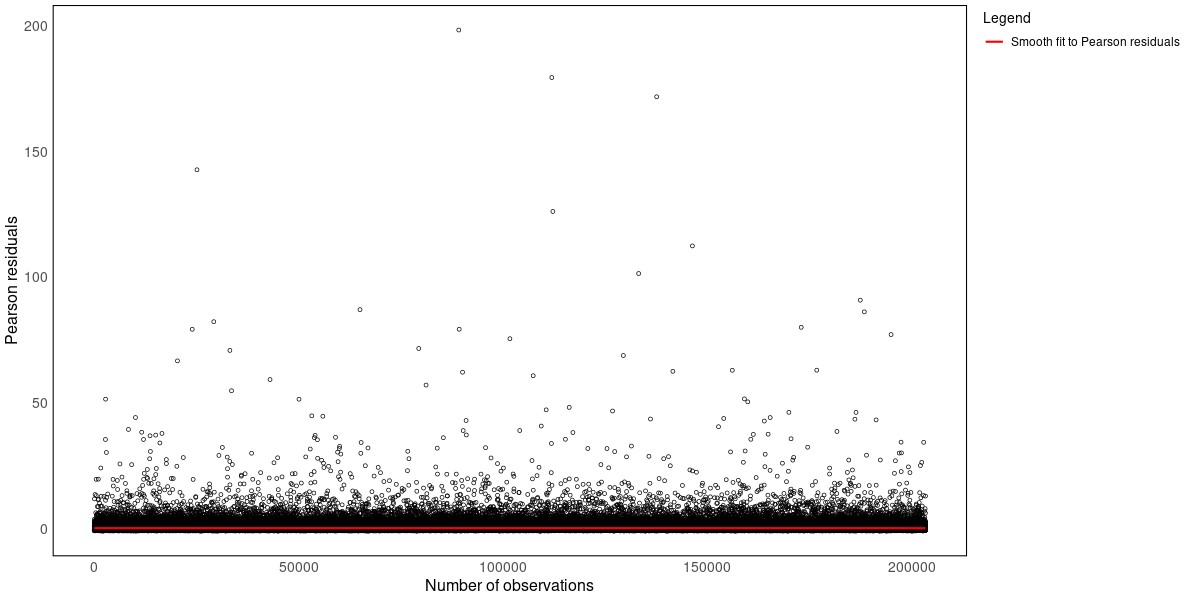 200
150
100
50
0
Pearson residuals
0
50000
100000
150000
200000
Number of observations
Legend
Smooth fit to Pearson residuals